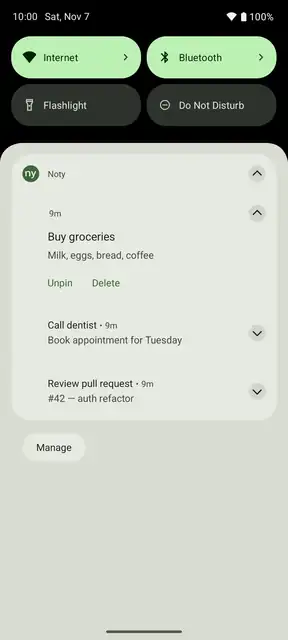 10:00 Sat, Nov 7 100%
Internet
Bluetooth
Flashlight
Do Not Disturb
ny Noty
9m
Buy groceries
Milk, eggs, bread, coffee
Unpin Delete
Call dentist • 9m
Book appointment for Tuesday
Review pull request • 9m
#42 — auth refactor
Manage